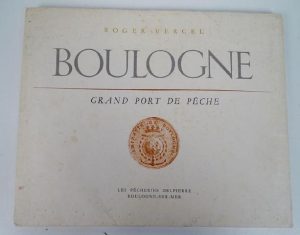 ROGER VERCEL
BOULOGNE
GRAND PORT DE PÊCHE
LES PÊCHERIES DELPIERRE
BOULOGNE-SUR-MER